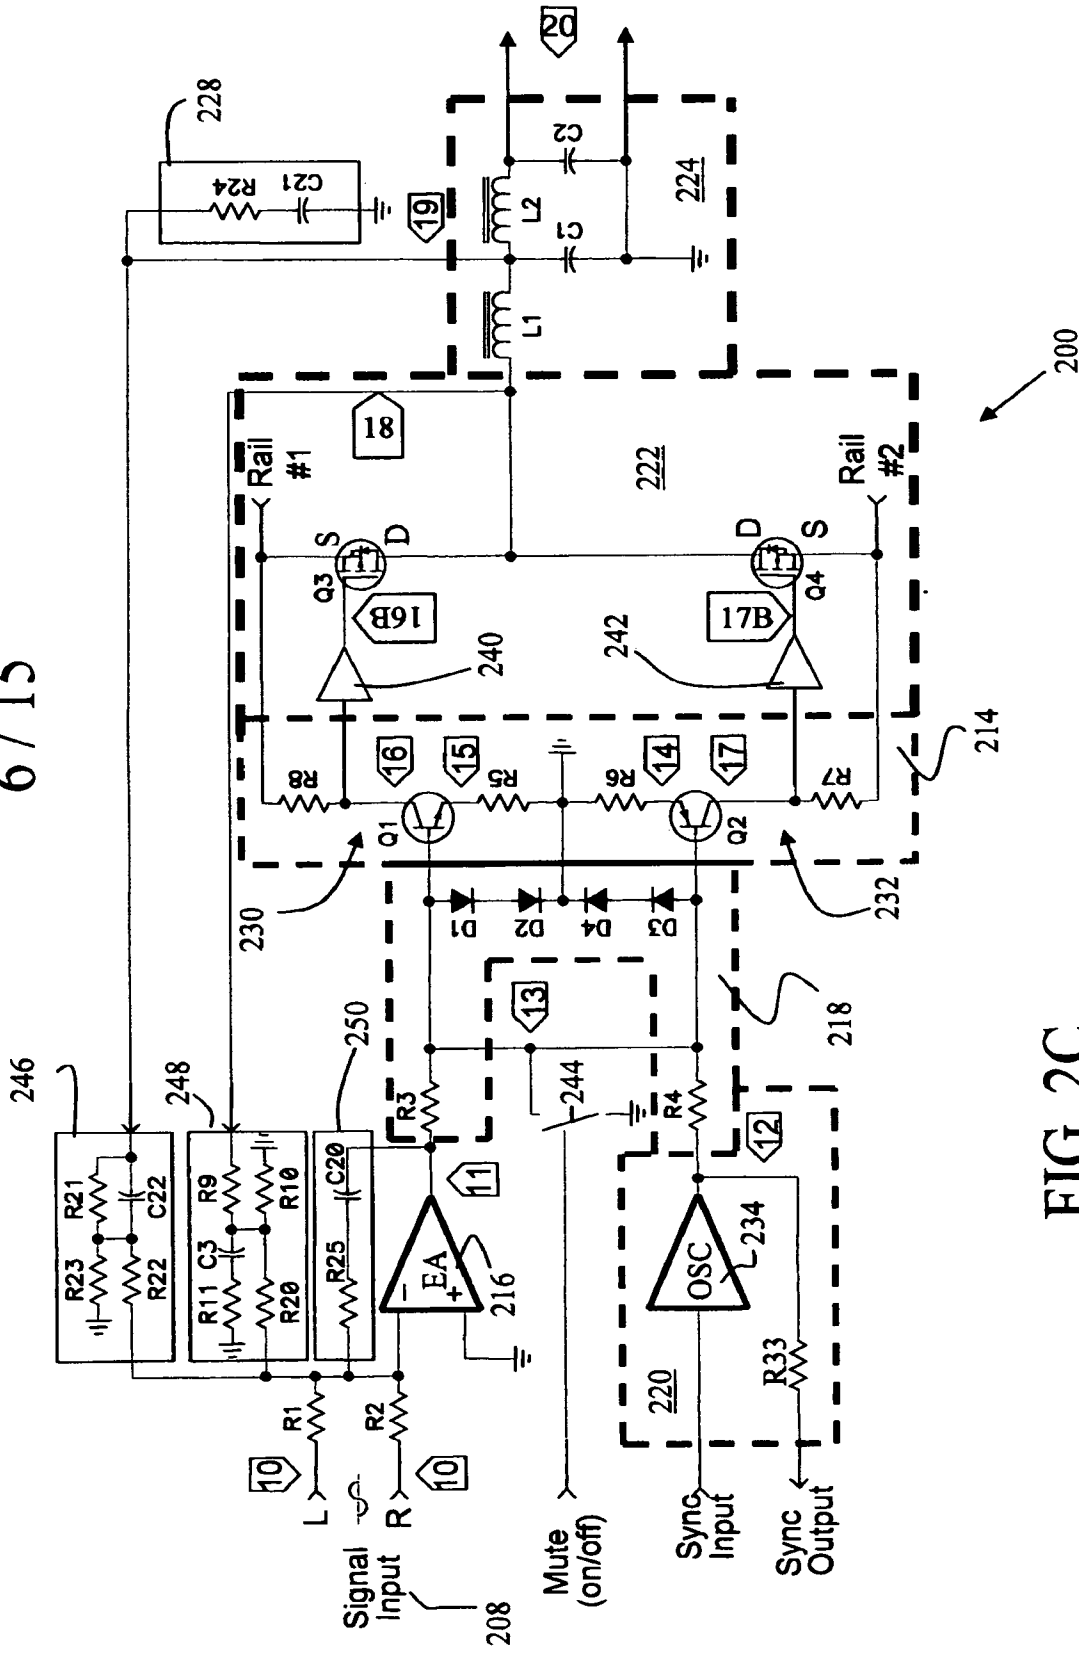 6 / 15
246
R21
R23
C22
R22
248
R9
C3
R11
R10
R20
250
C20
R25
228
R24
C21
19
20
L1
L2
C1
C2
224
18
Rail
#1
S
D
Q3
16B
240
222
17B
242
D
S
Q4
Rail
#2
200
R8
16
15
Q1
R5
R6
14
17
Q2
R7
214
230
232
D1
D2
D4
D3
13
218
R3
R4
244
11
EA
-
+
216
12
OSC
234
220
R33
R1
R2
10
10
L
R
Signal
Input
208
Mute
(on/off)
Sync
Input
Sync
Output
FIG 2C